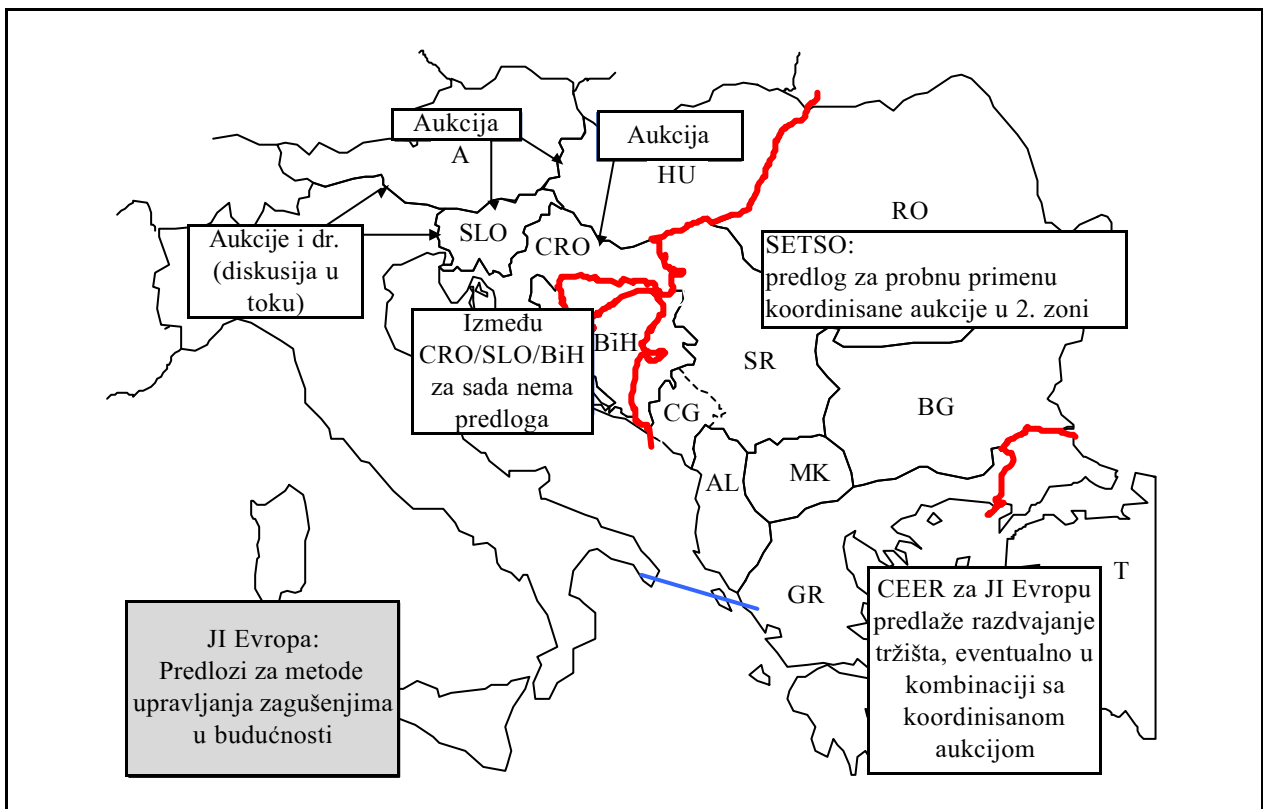 Aukcija
A
Aukcija
HU
RO
SLO
CRO
Aukcije i dr.
(diskusija u
toku)
SETSO:
predlog za probnu primenu
koordinisane aukcije u 2. zoni
Između
CRO/SLO/BiH
za sada nema
predloga
BiH
SR
CG
BG
AL
MK
GR
T
CEER za JI Evropu
predlaže razdvajanje
tržišta, eventualno u
kombinaciji sa
koordinisanom
aukcijom
JI Evropa:
Predlozi za metode
upravljanja zagušenjima
u budućnosti